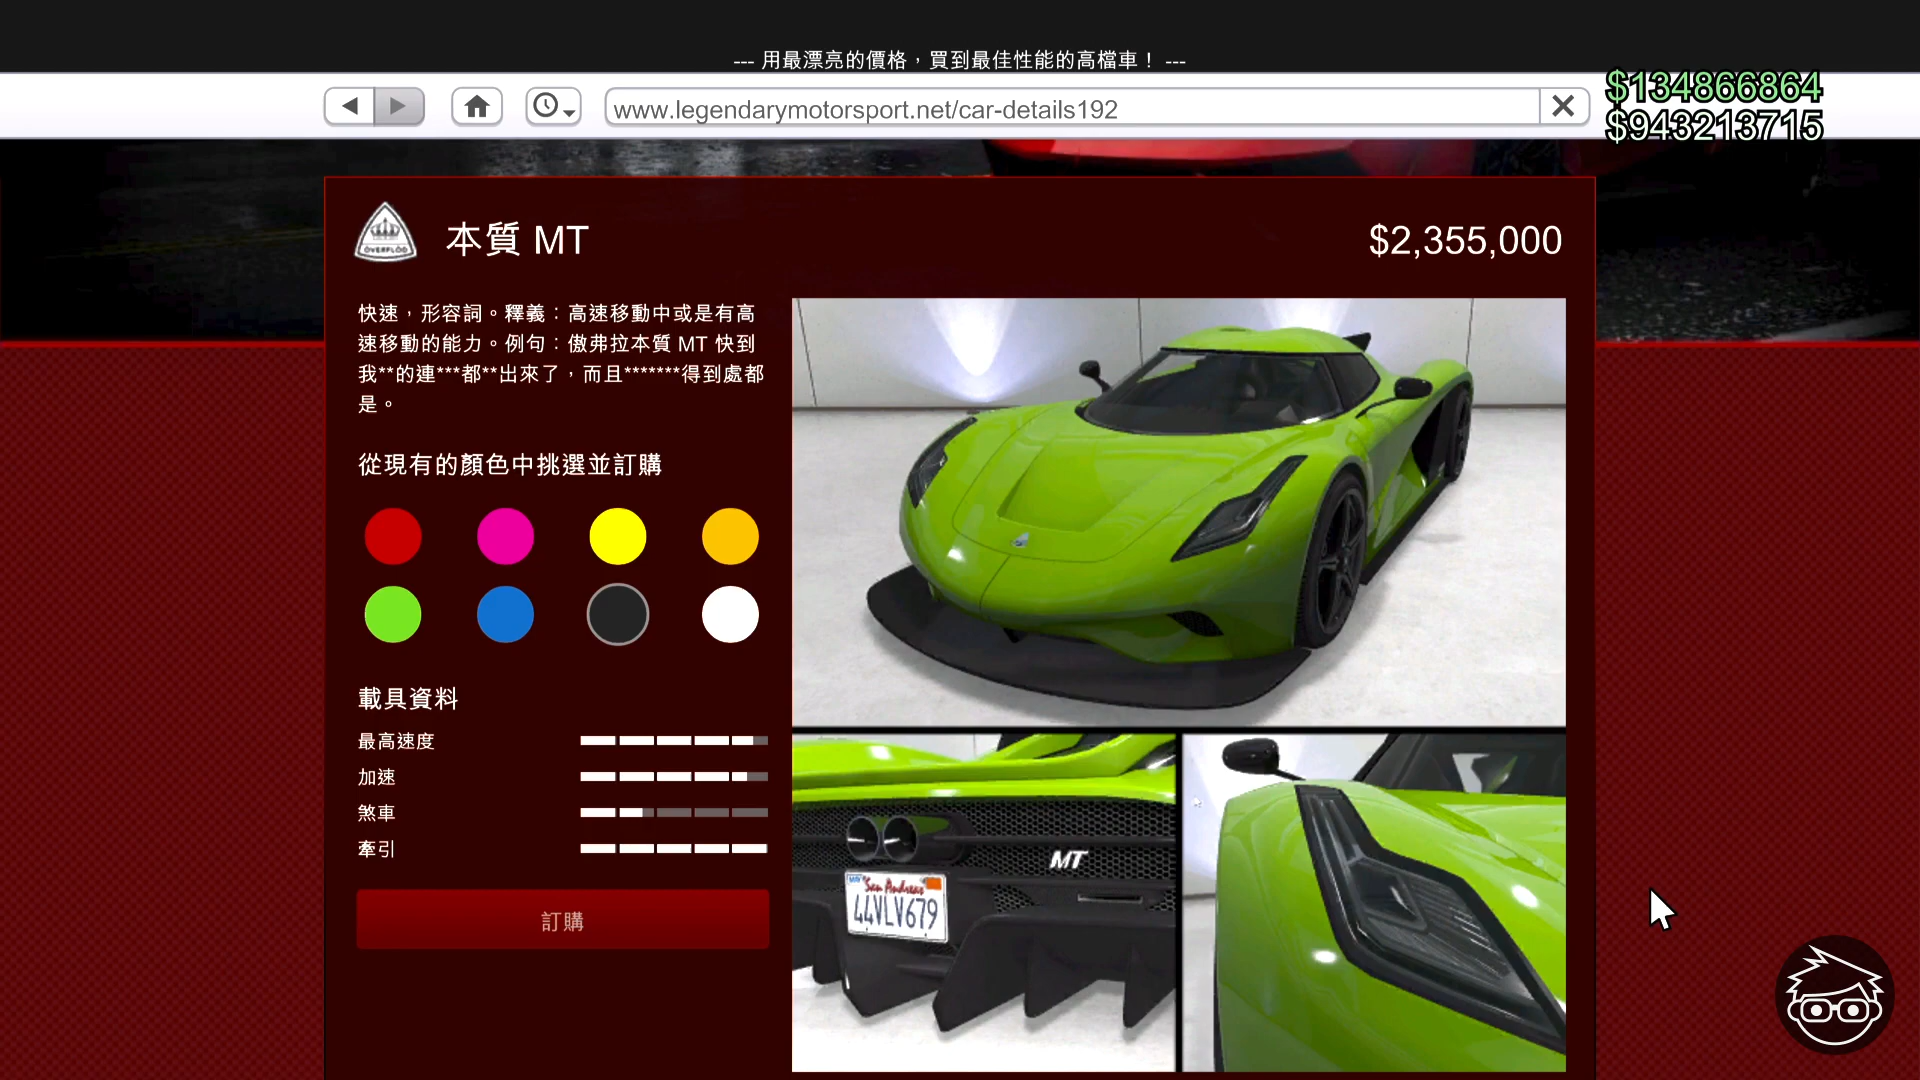 --- 用最漂亮的價格，買到最佳性能的高檔車！ ---
www.legendarymotorsport.net/car-details192
$134866864
$943213715
ÖVERFLÖD
本質 MT
$2,355,000
快速，形容詞。釋義：高速移動中或是有高
速移動的能力。例句：傲弗拉本質 MT 快到
我**的連***都**出來了，而且*******得到處都
是。
從現有的顏色中挑選並訂購
載具資料
最高速度
加速
煞車
牽引
訂購
MT
San Andreas
44VLV679